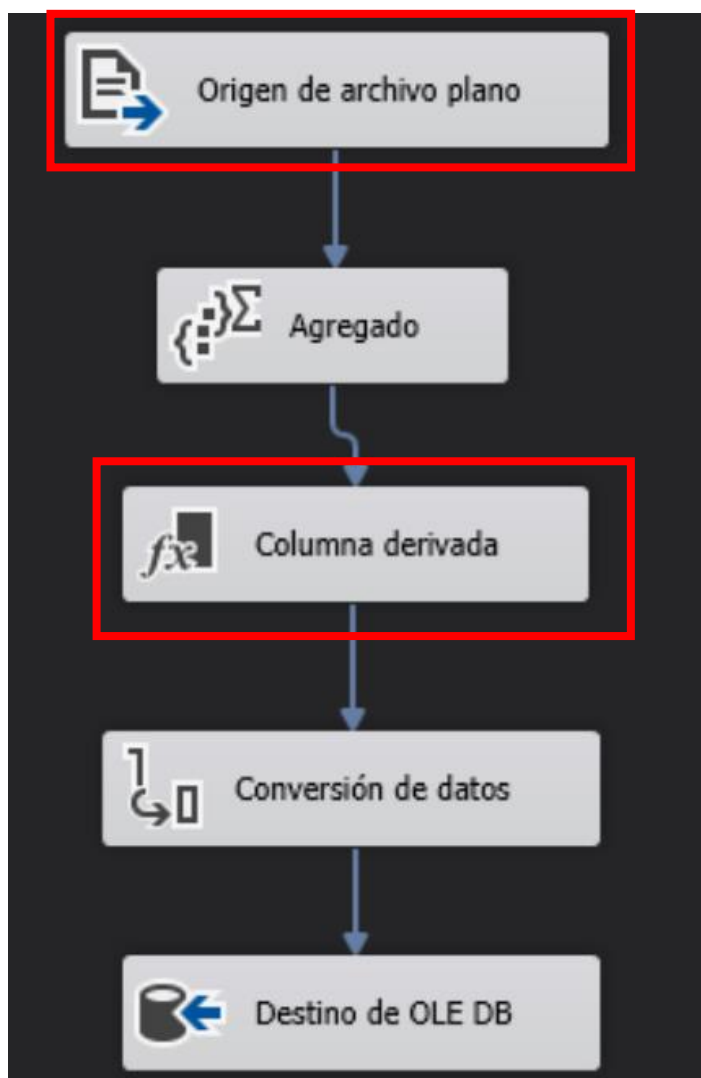 Origen de archivo plano
Agregado
Columna derivada
Conversión de datos
Destino de OLE DB